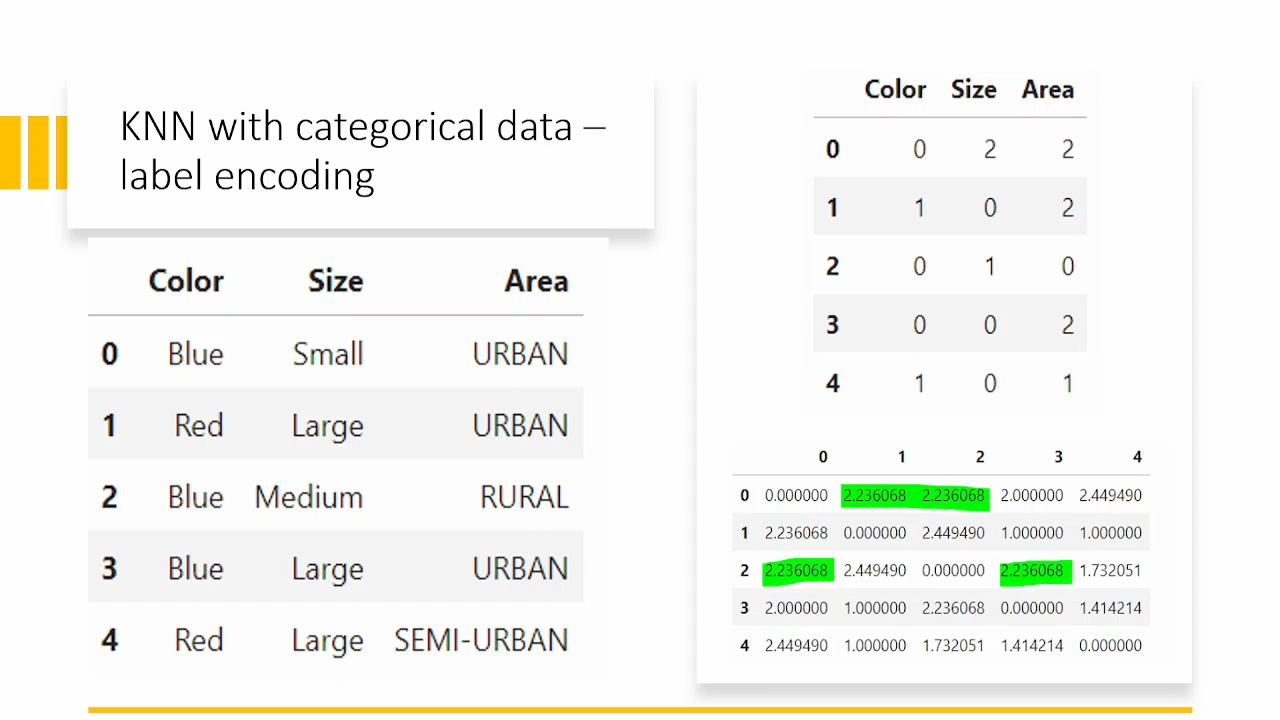 KNN with categorical data –
label encoding
Color Size Area
0 Blue Small URBAN
1 Red Large URBAN
2 Blue Medium RURAL
3 Blue Large URBAN
4 Red Large SEMI-URBAN
Color Size Area
0 0 2 2
1 1 0 2
2 0 1 0
3 0 0 2
4 1 0 1
0 1 2 3 4
0 0.000000 2.236068 2.236068 2.000000 2.449490
1 2.236068 0.000000 2.449490 1.000000 1.000000
2 2.236068 2.449490 0.000000 2.236068 1.732051
3 2.000000 1.000000 2.236068 0.000000 1.414214
4 2.449490 1.000000 1.732051 1.414214 0.000000